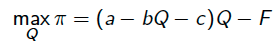 max π = (a − bQ − c)Q − F
Q